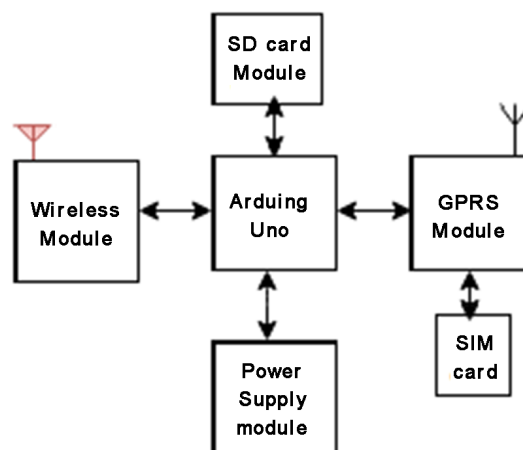 SD card
Module
Wireless
Module
Arduing
Uno
GPRS
Module
SIM
card
Power
Supply
module